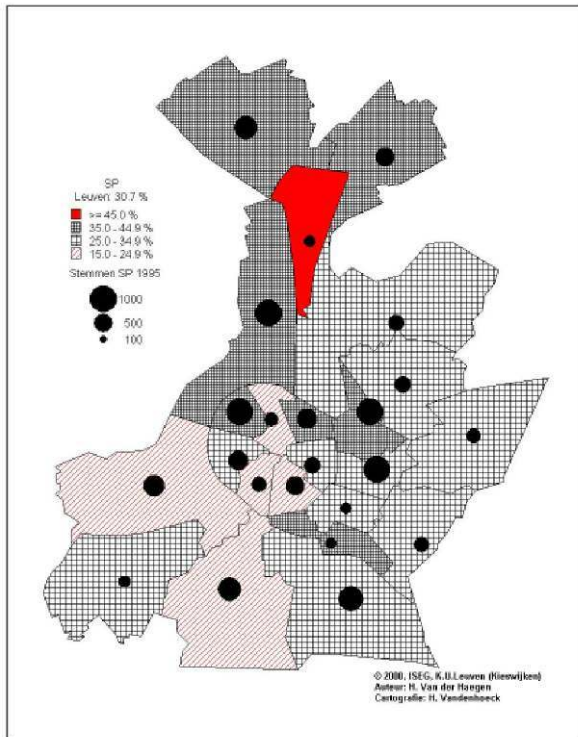 SP
Leuven: 30.7 %
>= 45.0 %
35.0 - 44.9 %
25.0 - 34.9 %
15.0 - 24.9 %
Stemmen SP 1995
1000
500
100
© 2000, ISEG, K.U.Leuven (Kieswijken)
Auteur: H. Van der Haegen
Cartografie: H. Vandenhoeck